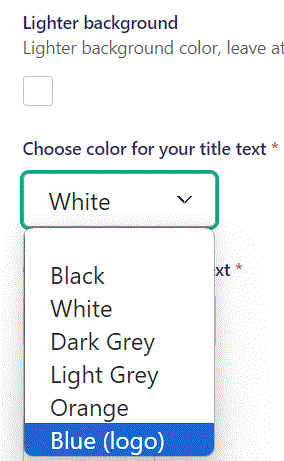 Lighter background
Lighter background color, leave at
Choose color for your title text *
White
xt *
Black
White
Dark Grey
Light Grey
Orange
Blue (logo)